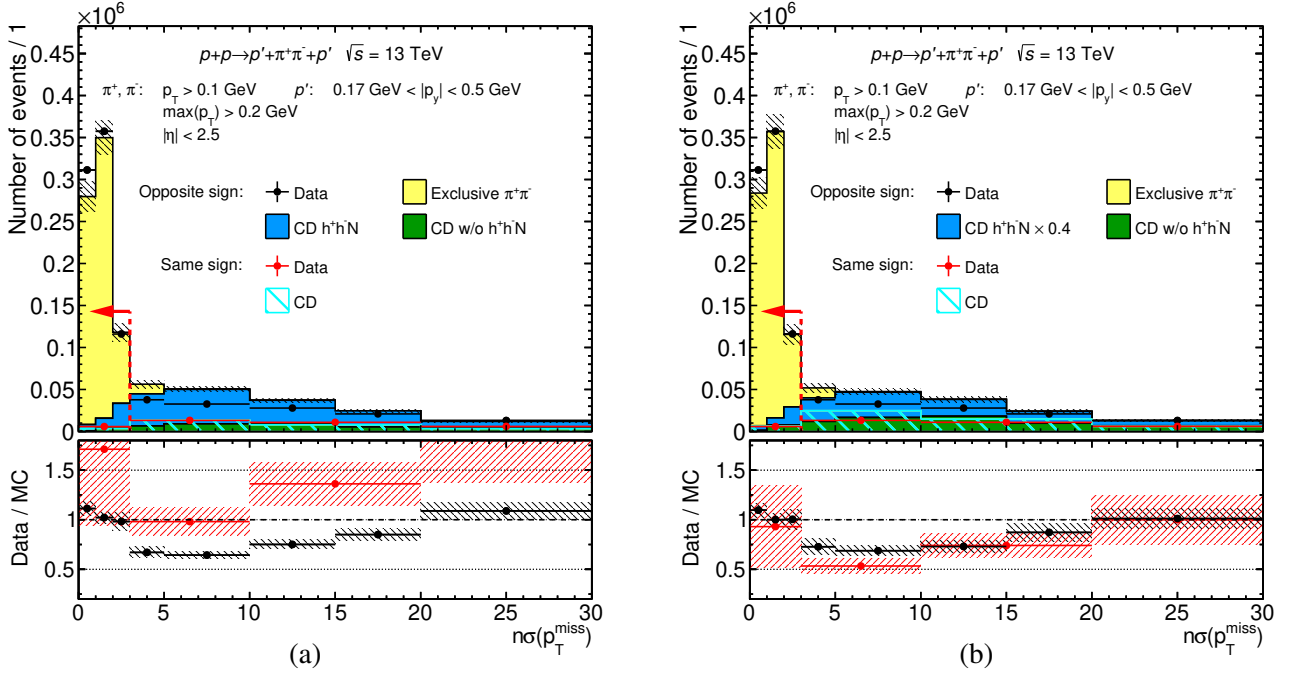 ×10⁶
Number of events / 1
0.45
0.4
0.35
0.3
0.25
0.2
0.15
0.1
0.05
0
p+p→p′+π⁺π⁻+p′ √s = 13 TeV
π⁺, π⁻: p_T > 0.1 GeV p′: 0.17 GeV < |p_y| < 0.5 GeV
max(p_T) > 0.2 GeV
|η| < 2.5
Opposite sign: Data Exclusive π⁺π⁻
CD h⁺h⁻N CD w/o h⁺h⁻N
Same sign: Data
CD
Data / MC
1.5
1
0.5
0 5 10 15 20 25 30
nσ(p_T^miss)
(a)
×10⁶
Number of events / 1
0.45
0.4
0.35
0.3
0.25
0.2
0.15
0.1
0.05
0
p+p→p′+π⁺π⁻+p′ √s = 13 TeV
π⁺, π⁻: p_T > 0.1 GeV p′: 0.17 GeV < |p_y| < 0.5 GeV
max(p_T) > 0.2 GeV
|η| < 2.5
Opposite sign: Data Exclusive π⁺π⁻
CD h⁺h⁻N × 0.4 CD w/o h⁺h⁻N
Same sign: Data
CD
Data / MC
1.5
1
0.5
0 5 10 15 20 25 30
nσ(p_T^miss)
(b)